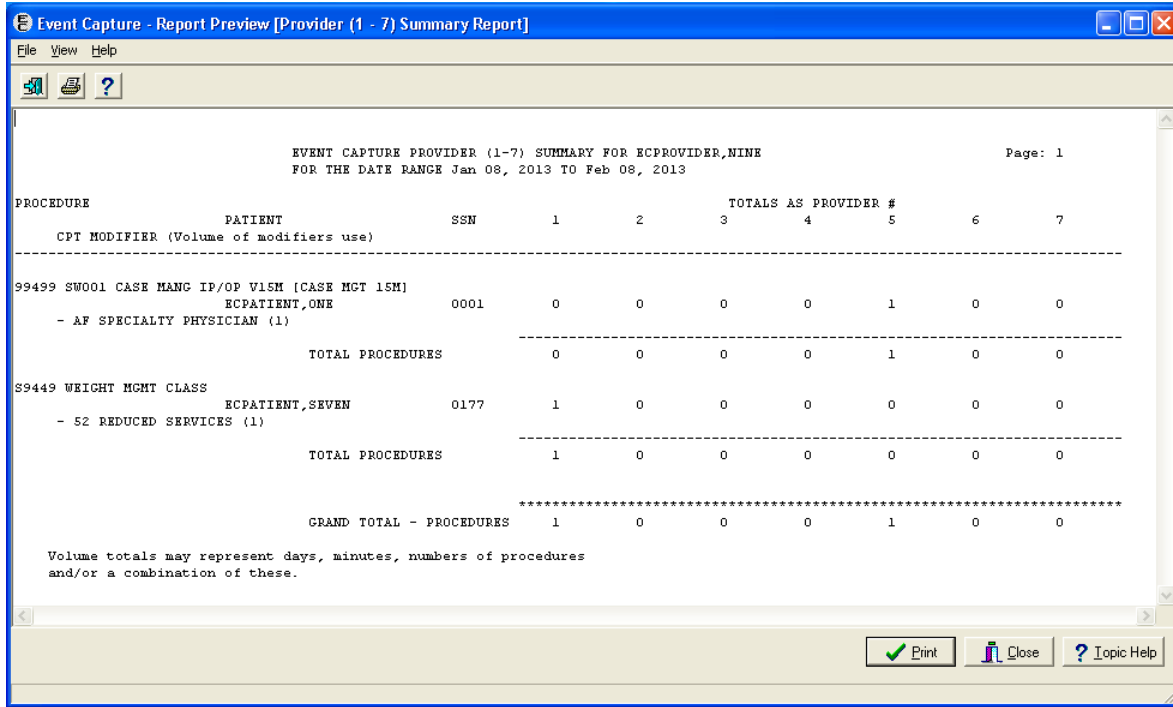 Event Capture - Report Preview [Provider (1 - 7) Summary Report]
File View Help
?
EVENT CAPTURE PROVIDER (1-7) SUMMARY FOR ECPROVIDER,NINE Page: 1
FOR THE DATE RANGE Jan 08, 2013 TO Feb 08, 2013
PROCEDURE TOTALS AS PROVIDER #
PATIENT SSN 1 2 3 4 5 6 7
CPT MODIFIER (Volume of modifiers use)
99499 SW001 CASE MANG IP/OP V15M [CASE MGT 15M]
ECPATIENT,ONE 0001 0 0 0 0 1 0 0
- AF SPECIALTY PHYSICIAN (1)
TOTAL PROCEDURES 0 0 0 0 1 0 0
S9449 WEIGHT MGMT CLASS
ECPATIENT,SEVEN 0177 1 0 0 0 0 0 0
- 52 REDUCED SERVICES (1)
TOTAL PROCEDURES 1 0 0 0 0 0 0
GRAND TOTAL - PROCEDURES 1 0 0 0 1 0 0
Volume totals may represent days, minutes, numbers of procedures
and/or a combination of these.
Print Close ? Topic Help